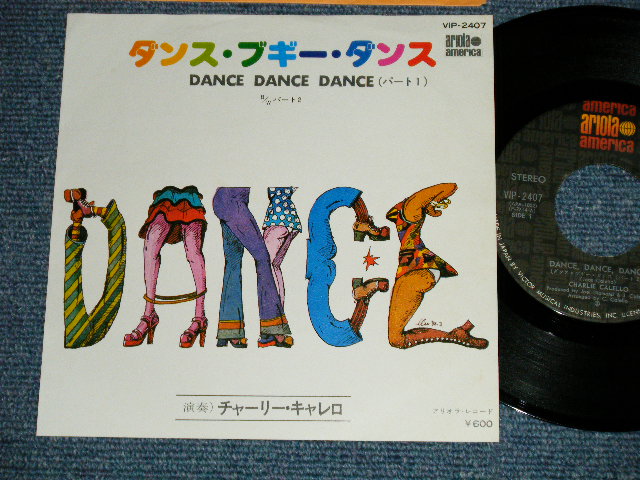 VIP-2407
ダンス・ブギー・ダンス
ariola
america
DANCE DANCE DANCE (パート1)
B/W パート2
DANCE
演奏) チャーリー・キャレロ
アリオラ・レコード
¥600
america
ariola
america
STEREO
VIP-2407
SIDE 1
DANCE, DANCE, DANC
CHARLIE CALELLO